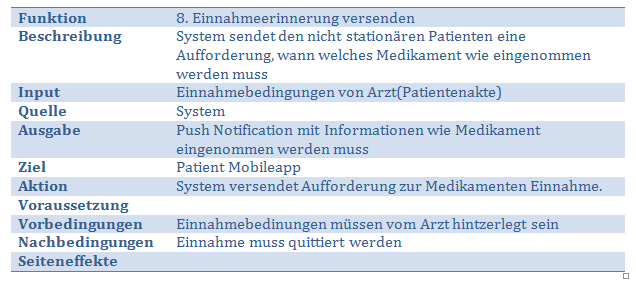 Funktion 8. Einnahmeerinnerung versenden
Beschreibung System sendet den nicht stationären Patienten eine
Aufforderung, wann welches Medikament wie eingenommen
werden muss
Input Einnahmebedingungen von Arzt(Patientenakte)
Quelle System
Ausgabe Push Notification mit Informationen wie Medikament
eingenommen werden muss
Ziel Patient Mobileapp
Aktion System versendet Aufforderung zur Medikamenten Einnahme.
Voraussetzung
Vorbedingungen Einnahmebedinungen müssen vom Arzt hintzerlegt sein
Nachbedingungen Einnahme muss quittiert werden
Seiteneffekte